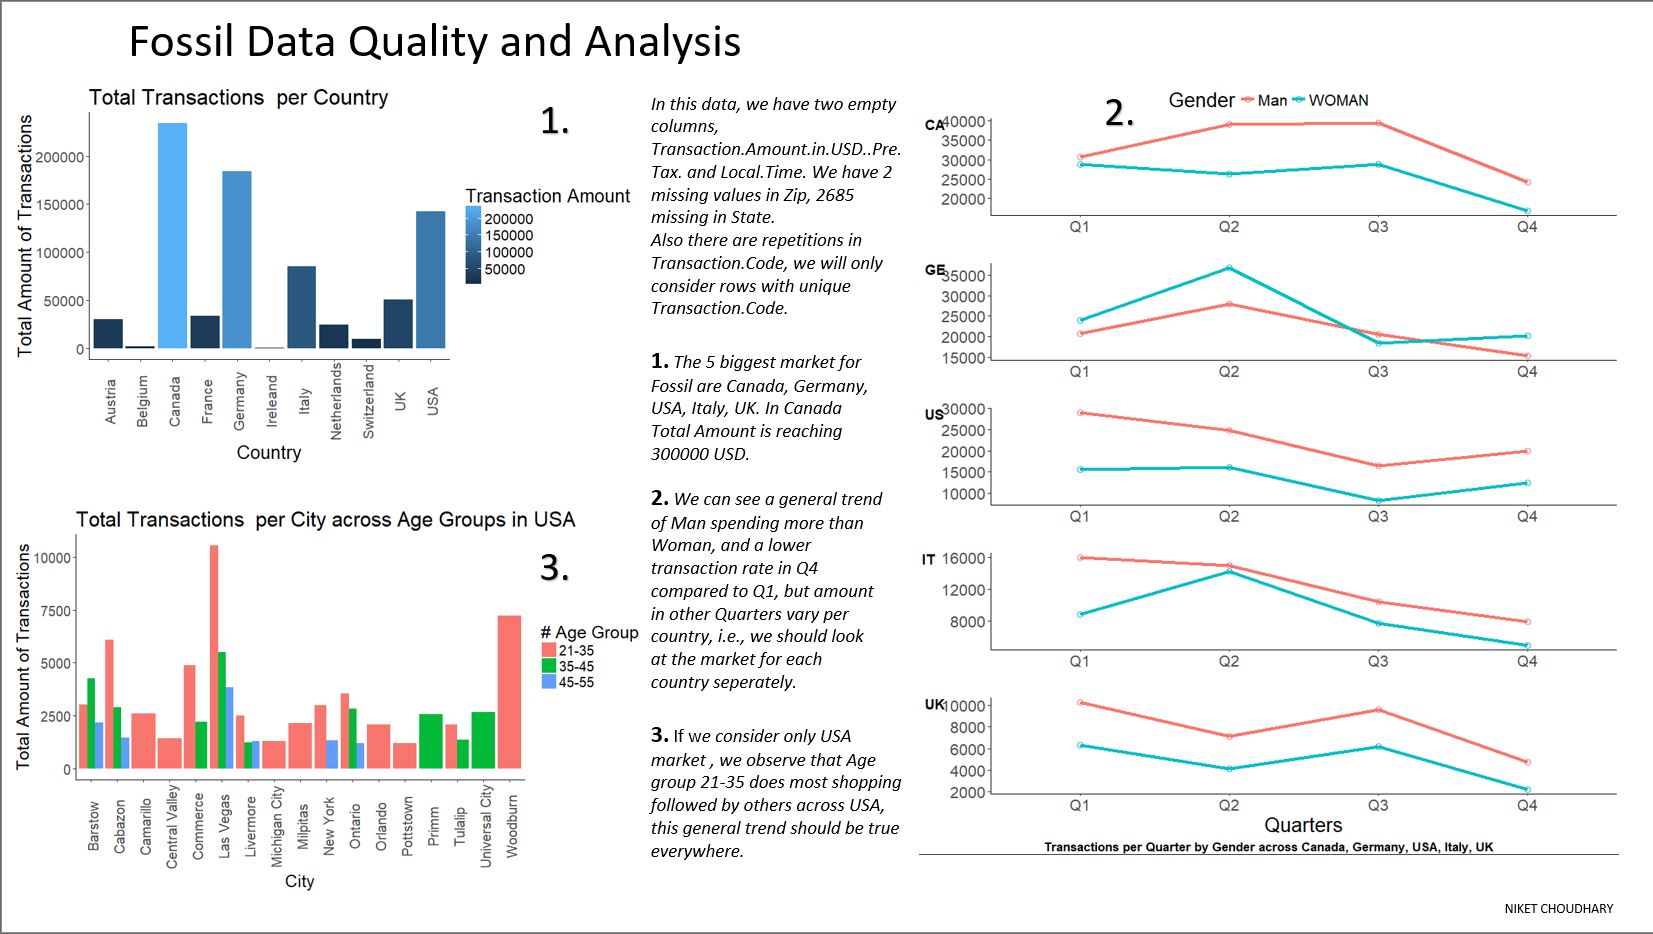 Fossil Data Quality and Analysis
Total Transactions  per Country
1.
Total Amount of Transactions
200000
150000
100000
50000
0
Austria
Belgium
Canada
France
Germany
Ireleand
Italy
Netherlands
Switzerland
UK
USA
Country
Transaction Amount
200000
150000
100000
50000
Total Transactions  per City across Age Groups in USA
3.
Total Amount of Transactions
10000
7500
5000
2500
0
Barstow
Cabazon
Camarillo
Central Valley
Commerce
Las Vegas
Livermore
Michigan City
Milpitas
New York
Ontario
Orlando
Pottstown
Primm
Tulalip
Universal City
Woodburn
City
# Age Group
21-35
35-45
45-55
In this data, we have two empty
columns,
Transaction.Amount.in.USD..Pre.
Tax. and Local.Time. We have 2
missing values in Zip, 2685
missing in State.
Also there are repetitions in
Transaction.Code, we will only
consider rows with unique
Transaction.Code.
1. The 5 biggest market for
Fossil are Canada, Germany,
USA, Italy, UK. In Canada
Total Amount is reaching
300000 USD.
2. We can see a general trend
of Man spending more than
Woman, and a lower
transaction rate in Q4
compared to Q1, but amount
in other Quarters vary per
country, i.e., we should look
at the market for each
country seperately.
3. If we consider only USA
market , we observe that Age
group 21-35 does most shopping
followed by others across USA,
this general trend should be true
everywhere.
2.
Gender Man WOMAN
CA
40000
35000
30000
25000
20000
Q1 Q2 Q3 Q4
GE
35000
30000
25000
20000
15000
Q1 Q2 Q3 Q4
US
30000
25000
20000
15000
10000
Q1 Q2 Q3 Q4
IT
16000
12000
8000
Q1 Q2 Q3 Q4
UK
10000
8000
6000
4000
2000
Q1 Q2 Q3 Q4
Quarters
Transactions per Quarter by Gender across Canada, Germany, USA, Italy, UK
NIKET CHOUDHARY